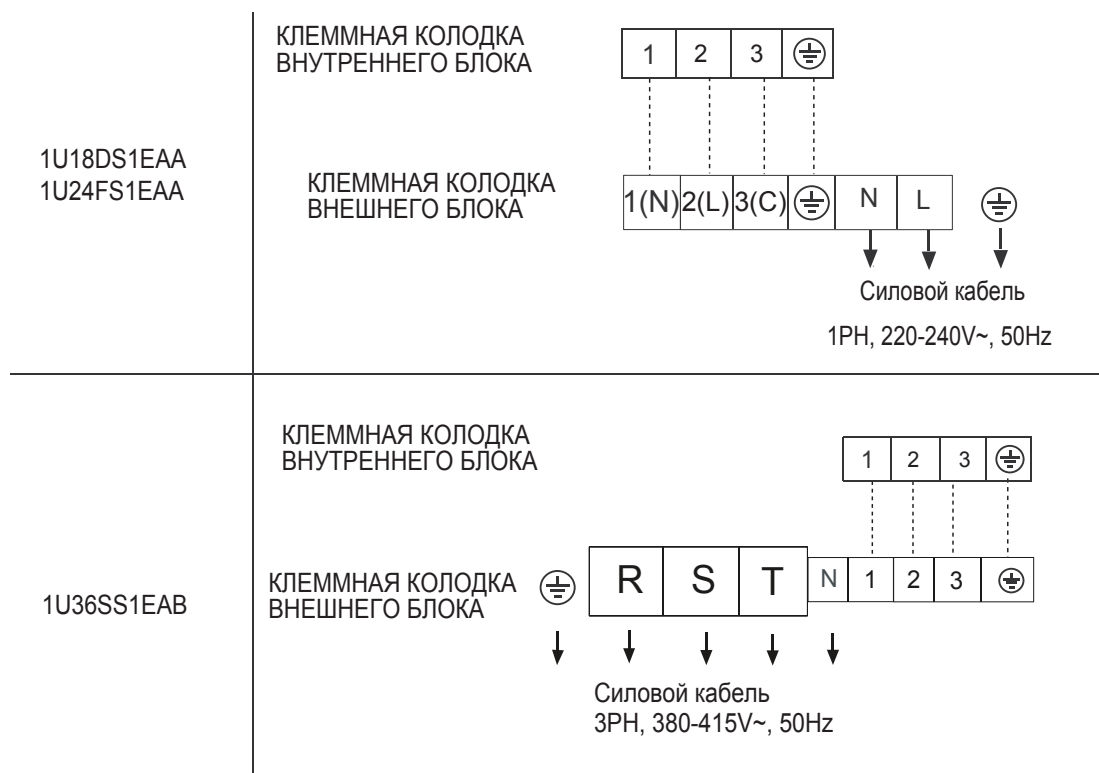 КЛЕММНАЯ КОЛОДКА
ВНУТРЕННЕГО БЛОКА
1 2 3
1U18DS1EAA
1U24FS1EAA
КЛЕММНАЯ КОЛОДКА
ВНЕШНЕГО БЛОКА
1(N) 2(L) 3(C) N L
Силовой кабель
1PH, 220-240V~, 50Hz
КЛЕММНАЯ КОЛОДКА
ВНУТРЕННЕГО БЛОКА
1 2 3
1U36SS1EAB
КЛЕММНАЯ КОЛОДКА
ВНЕШНЕГО БЛОКА
R S T N 1 2 3
Силовой кабель
3PH, 380-415V~, 50Hz